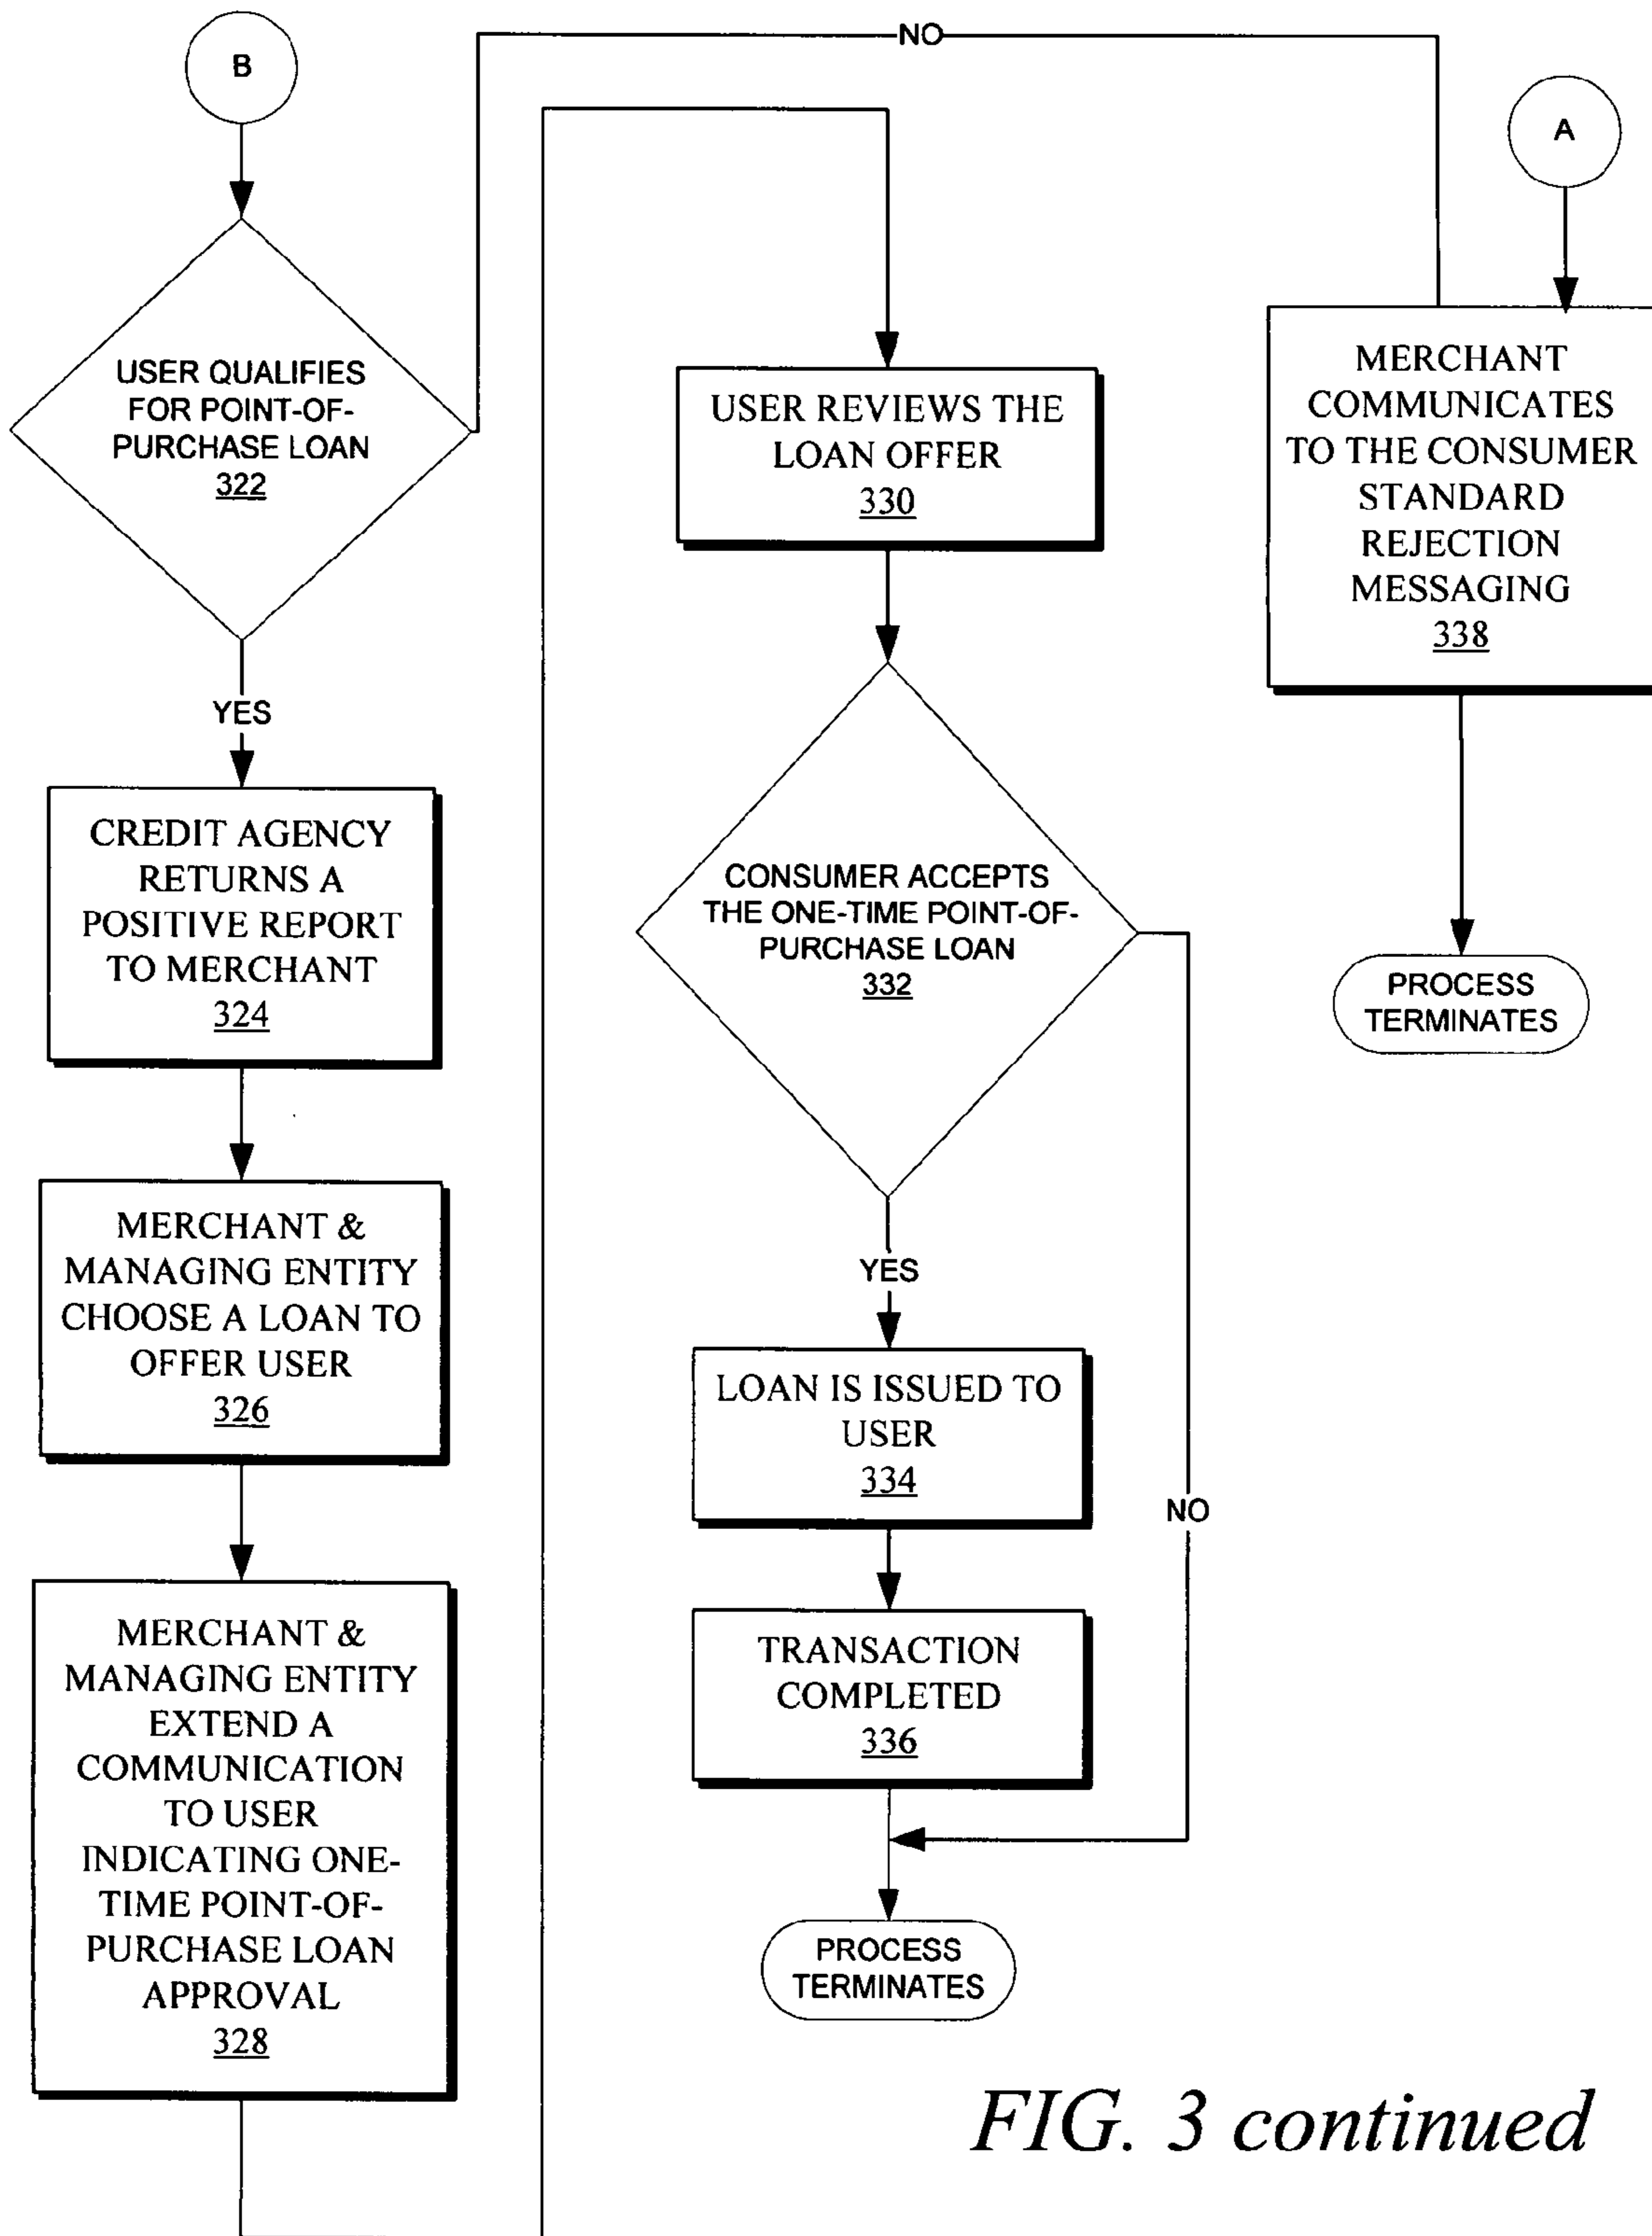 B
NO
A
USER QUALIFIES
FOR POINT-OF-
PURCHASE LOAN
322
YES
CREDIT AGENCY
RETURNS A
POSITIVE REPORT
TO MERCHANT
324
MERCHANT &
MANAGING ENTITY
CHOOSE A LOAN TO
OFFER USER
326
MERCHANT &
MANAGING ENTITY
EXTEND A
COMMUNICATION
TO USER
INDICATING ONE-
TIME POINT-OF-
PURCHASE LOAN
APPROVAL
328
USER REVIEWS THE
LOAN OFFER
330
CONSUMER ACCEPTS
THE ONE-TIME POINT-OF-
PURCHASE LOAN
332
YES
LOAN IS ISSUED TO
USER
334
NO
TRANSACTION
COMPLETED
336
PROCESS
TERMINATES
MERCHANT
COMMUNICATES
TO THE CONSUMER
STANDARD
REJECTION
MESSAGING
338
PROCESS
TERMINATES
FIG. 3 continued